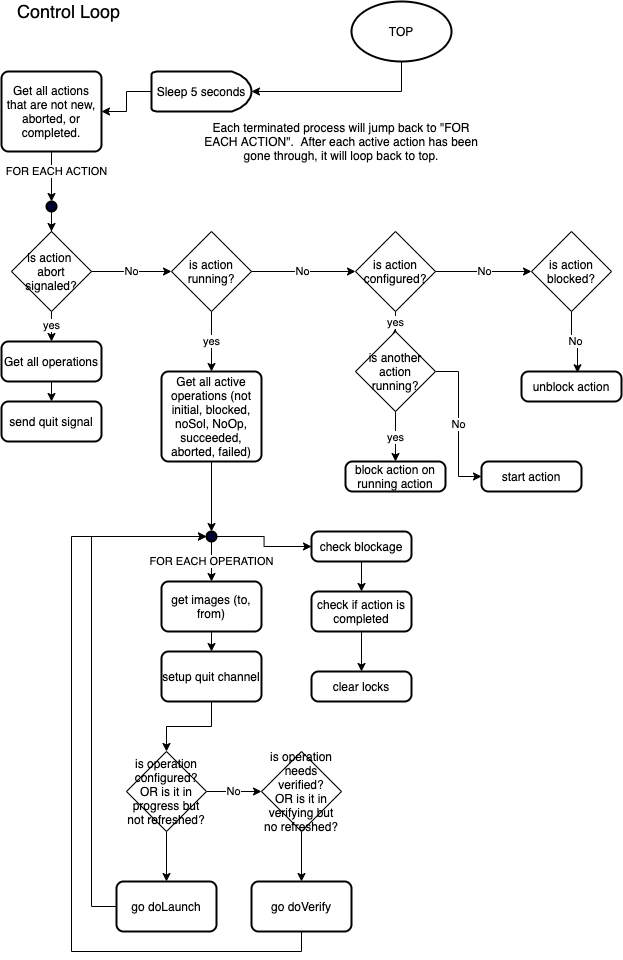 Control Loop
TOP
Sleep 5 seconds
Get all actions
that are not new,
aborted, or
completed.
Each terminated process will jump back to "FOR
EACH ACTION".  After each active action has been
gone through, it will loop back to top.
FOR EACH ACTION
is action
abort
signaled?
No
is action
running?
No
is action
configured?
No
is action
blocked?
yes
Get all operations
send quit signal
yes
Get all active
operations (not
initial, blocked,
noSol, NoOp,
succeeded,
aborted, failed)
yes
is another
action
running?
No
yes
block action on
running action
start action
No
unblock action
FOR EACH OPERATION
get images (to,
from)
setup quit channel
check blockage
check if action is
completed
clear locks
is operation
configured?
OR is it in
progress but
not refreshed?
No
is operation
needs
verified?
OR is it in
verifying but
no refreshed?
go doLaunch
go doVerify